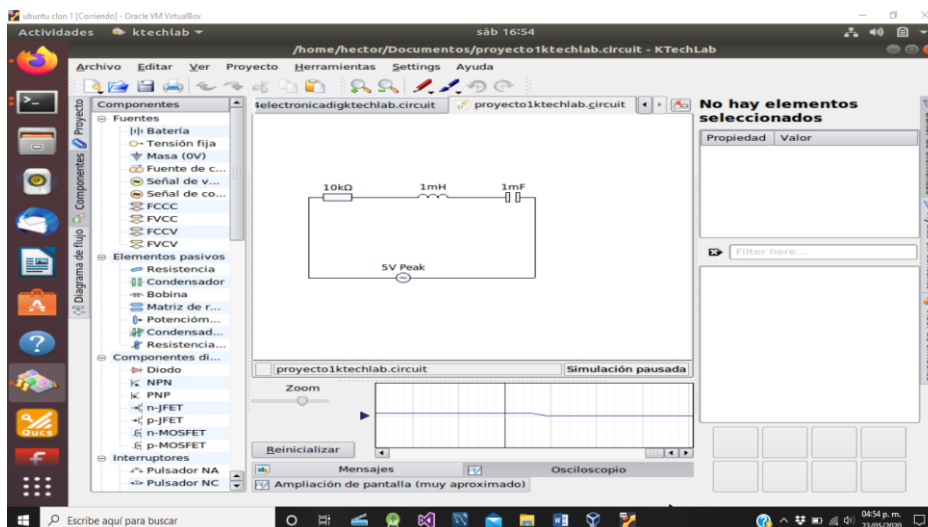 ubuntu clon 1 [Corriendo] - Oracle VM VirtualBox
Actividades ktechlab sáb 16:54
/home/hector/Documentos/proyecto1ktechlab.circuit - KTechLab
Archivo Editar Ver Proyecto Herramientas Settings Ayuda
Proyecto
Componentes
Diagrama de flujo
Componentes
Fuentes
Batería
Tensión fija
Masa (0V)
Fuente de c...
Señal de v...
Señal de co...
FCCC
FVCC
FCCV
FVCV
Elementos pasivos
Resistencia
Condensador
Bobina
Matriz de r...
Potencióm...
Condensad...
Resistencia...
Componentes di...
Diodo
NPN
PNP
n-JFET
p-JFET
n-MOSFET
p-MOSFET
Interruptores
Pulsador NA
Pulsador NC
4electronicadigktechlab.circuit proyecto1ktechlab.circuit
10kΩ 1mH 1mF
5V Peak
proyecto1ktechlab.circuit Simulación pausada
Zoom
Reinicializar
Mensajes Osciloscopio
Ampliación de pantalla (muy aproximado)
No hay elementos
seleccionados
Propiedad Valor
Filter here...
Qucs
Escribe aquí para buscar
04:54 p. m.
23/05/2020